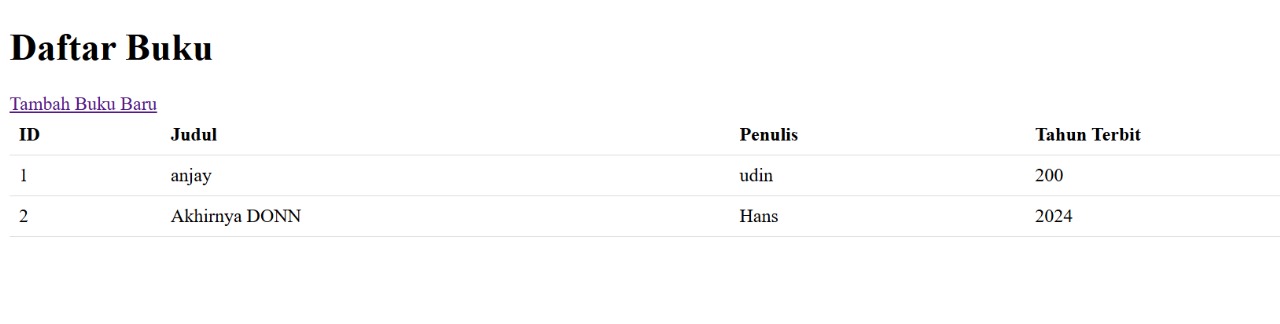 Daftar Buku
Tambah Buku Baru
ID Judul Penulis Tahun Terbit
1 anjay udin 200
2 Akhirnya DONN Hans 2024